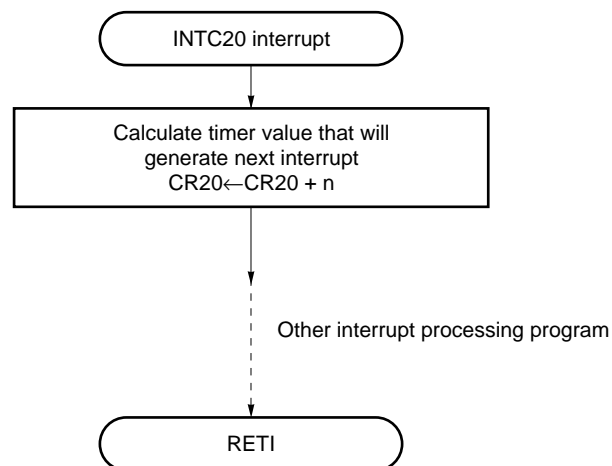 INTC20 interrupt
Calculate timer value that will
generate next interrupt
CR20←CR20 + n
Other interrupt processing program
RETI